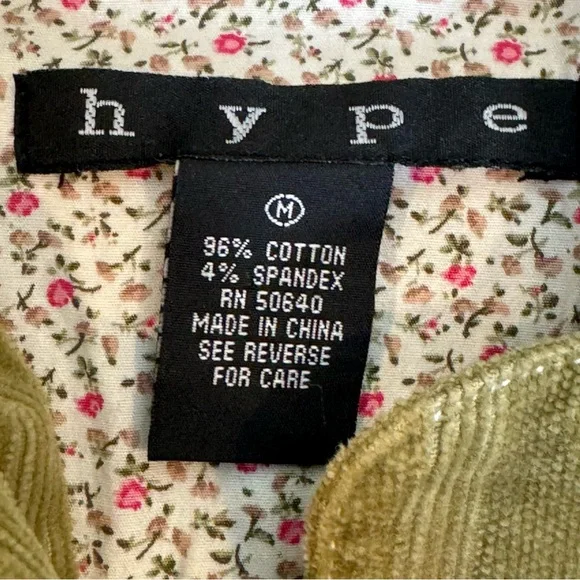 hype
M
96% COTTON
4% SPANDEX
RN 50640
MADE IN CHINA
SEE REVERSE
FOR CARE